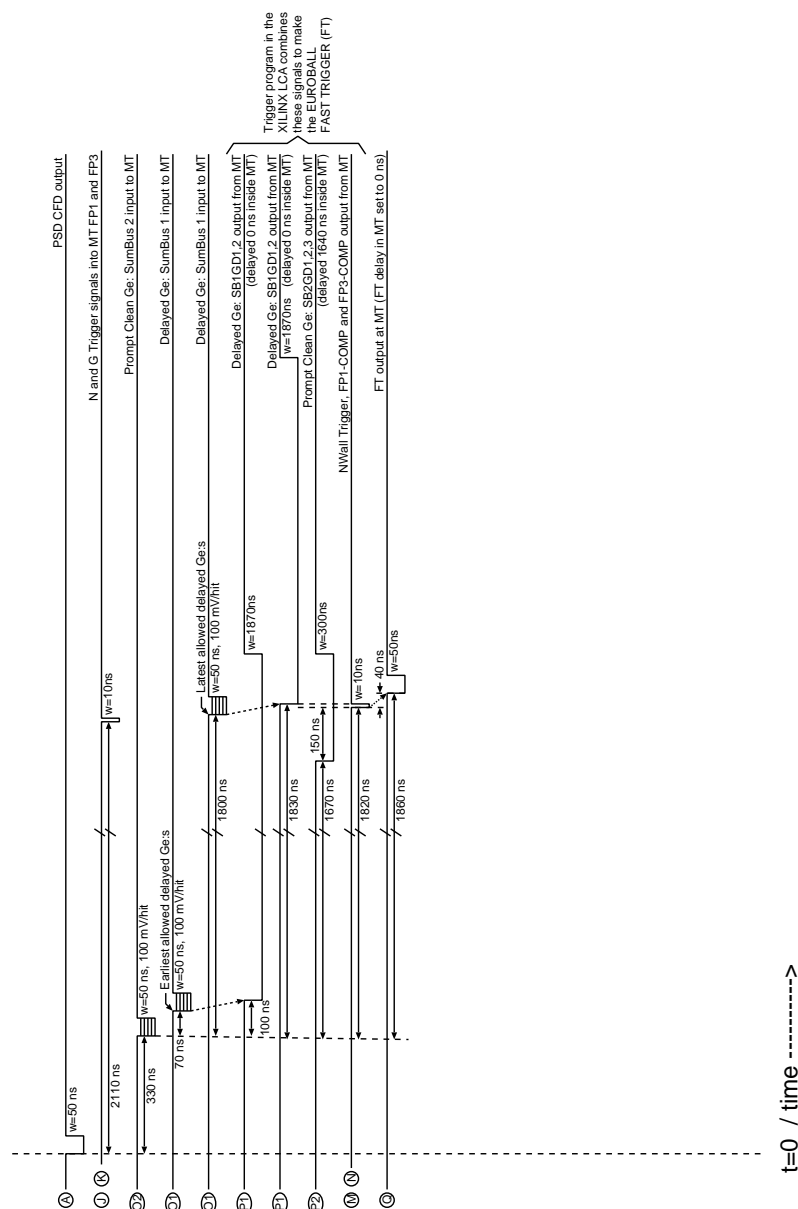 Ⓐ
w=50 ns
PSD CFD output
Ⓙ Ⓚ
2110 ns
w=10ns
N and G Trigger signals into MT FP1 and FP3
O2
330 ns
w=50 ns, 100 mV/hit
Prompt Clean Ge: SumBus 2 input to MT
O1
70 ns
Earliest allowed delayed Ge:s
w=50 ns, 100 mV/hit
Delayed Ge: SumBus 1 input to MT
O1
1800 ns
Latest allowed delayed Ge:s
w=50 ns, 100 mV/hit
Delayed Ge: SumBus 1 input to MT
P1
100 ns
w=1870ns
Delayed Ge: SB1GD1,2 output from MT
(delayed 0 ns inside MT)
P1
1830 ns
Delayed Ge: SB1GD1,2 output from MT
w=1870ns (delayed 0 ns inside MT)
P2
1670 ns
150 ns
w=300ns
Prompt Clean Ge: SB2GD1,2,3 output from MT
(delayed 1640 ns inside MT)
Ⓜ Ⓝ
1820 ns
w=10ns
NWall Trigger, FP1-COMP and FP3-COMP output from MT
Ⓠ
1860 ns
40 ns
w=50ns
FT output at MT (FT delay in MT set to 0 ns)
Trigger program in the
XILINX LCA combines
these signals to make
the EUROBALL
FAST TRIGGER (FT)
t=0 / time ----------->